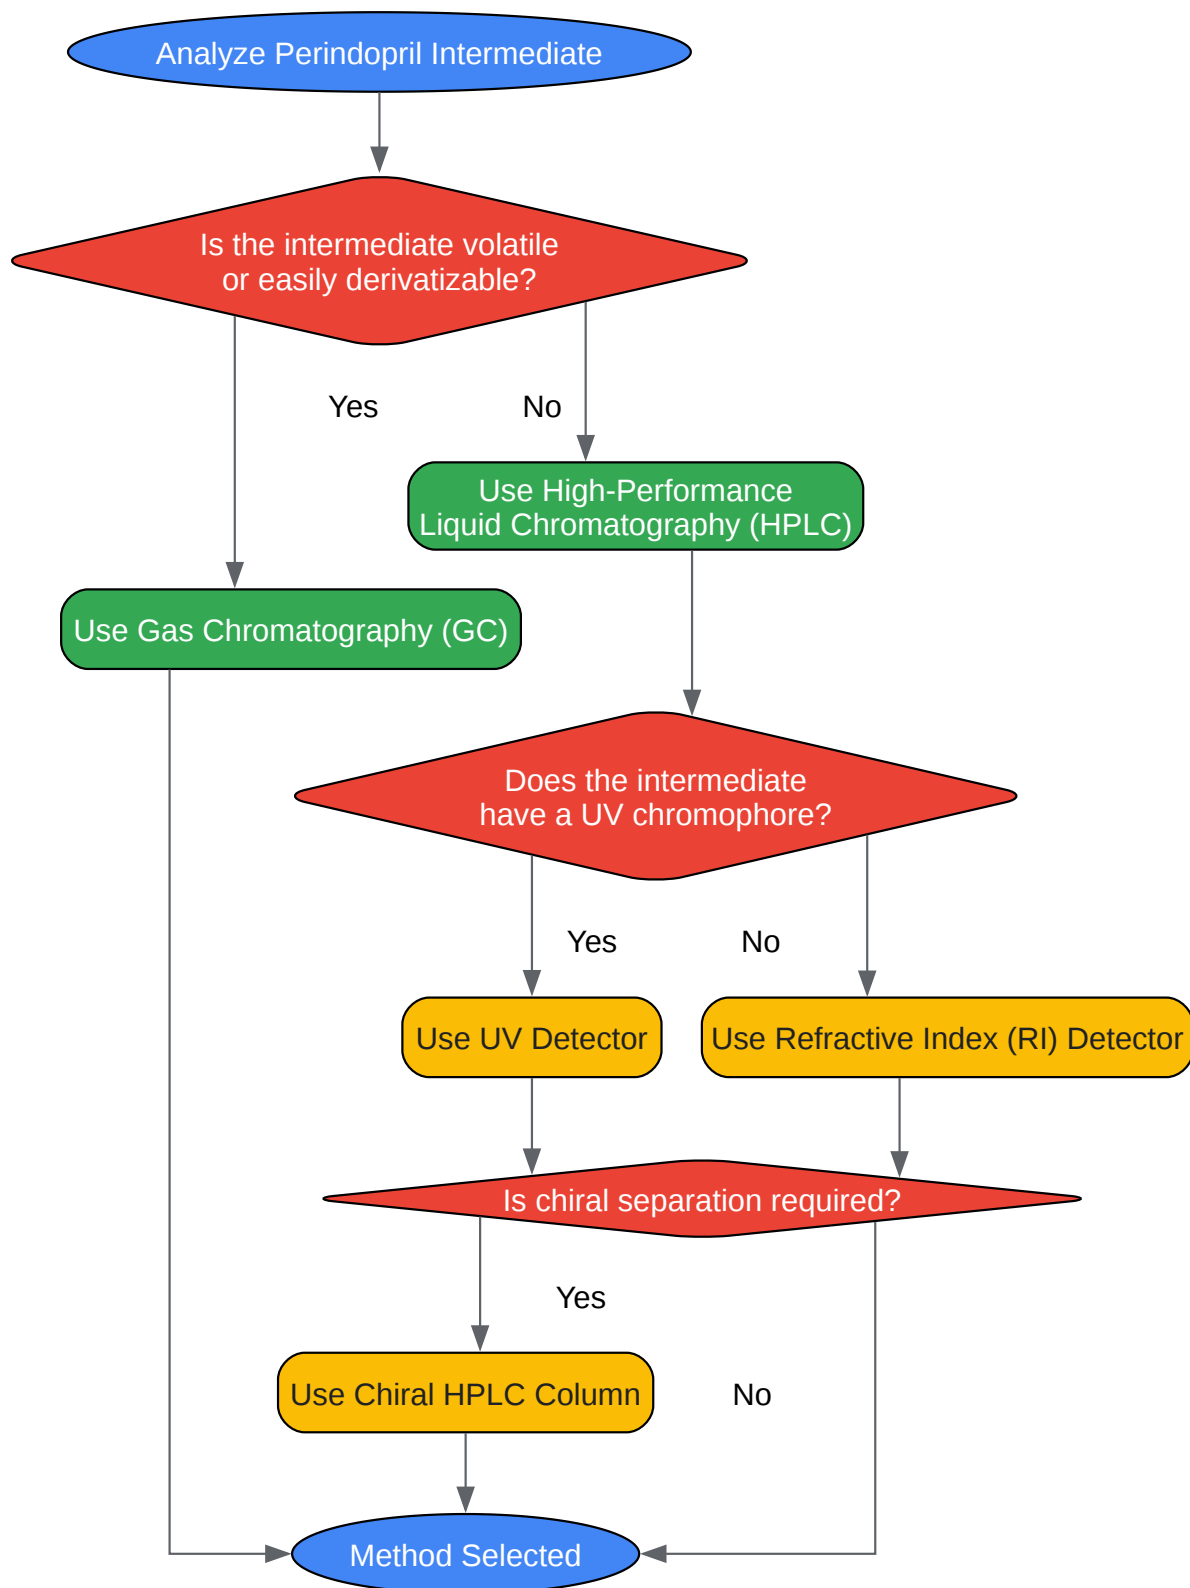 Analyze Perindopril Intermediate
Is the intermediate volatile
or easily derivatizable?
Yes
No
Use High-Performance
Liquid Chromatography (HPLC)
Use Gas Chromatography (GC)
Does the intermediate
have a UV chromophore?
Yes
No
Use UV Detector
Use Refractive Index (RI) Detector
Is chiral separation required?
Yes
Use Chiral HPLC Column
No
Method Selected